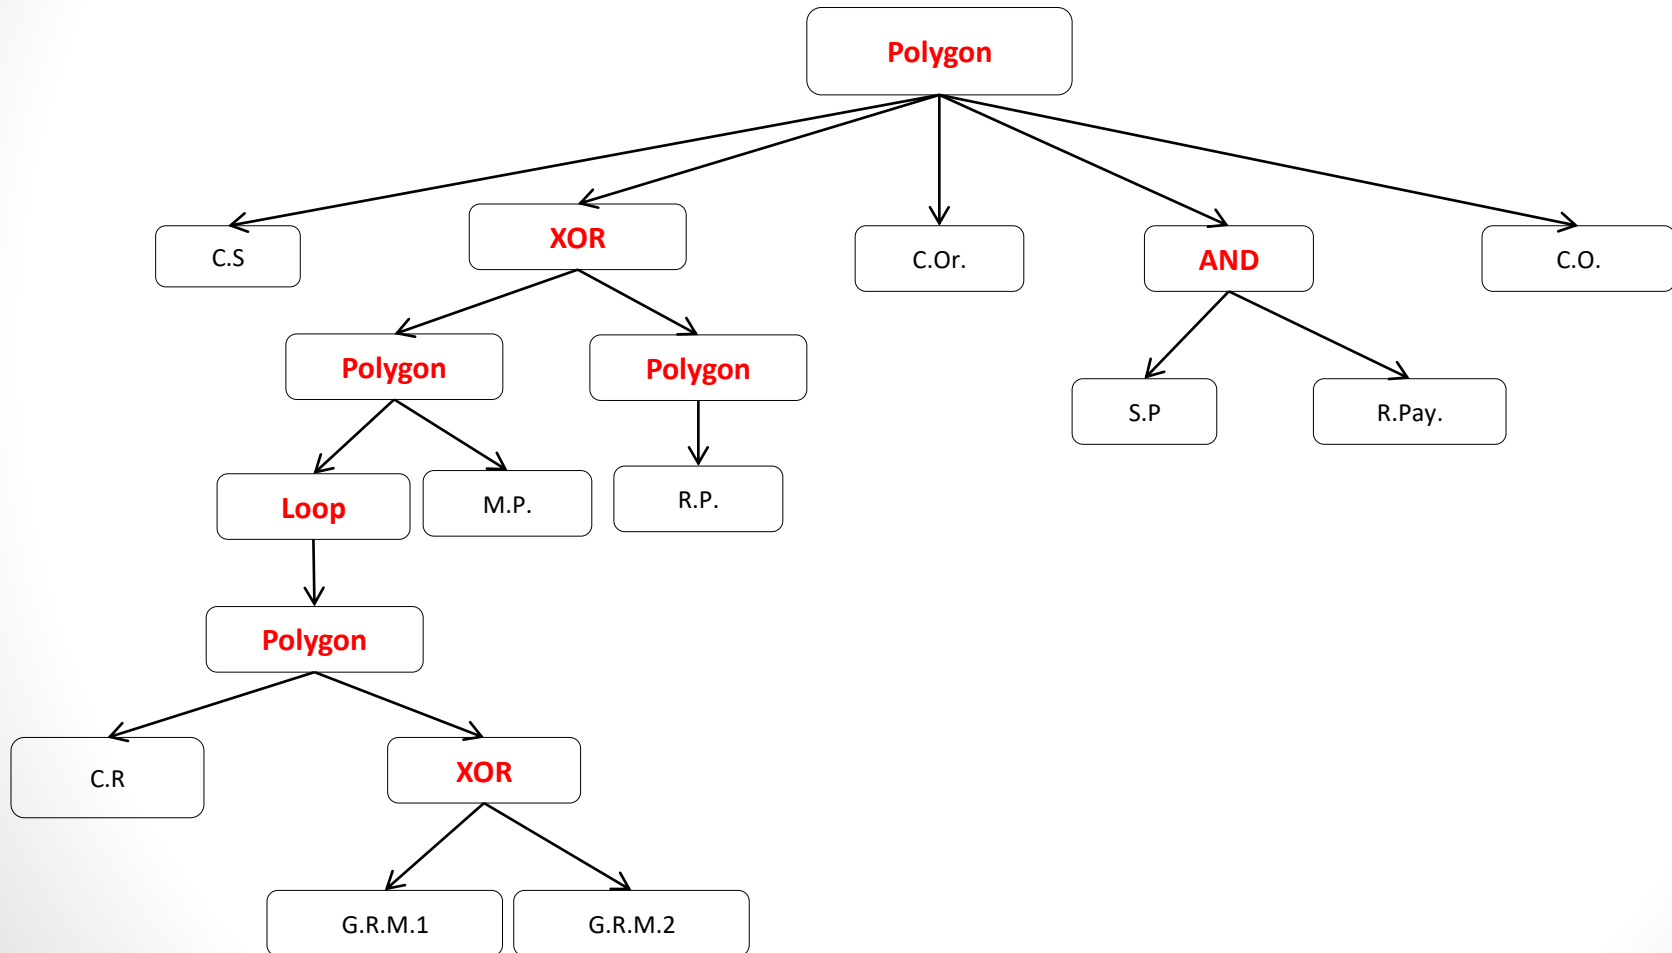 Polygon
C.S
XOR
C.Or.
AND
C.O.
Polygon
Polygon
S.P
R.Pay.
Loop
M.P.
R.P.
Polygon
C.R
XOR
G.R.M.1
G.R.M.2